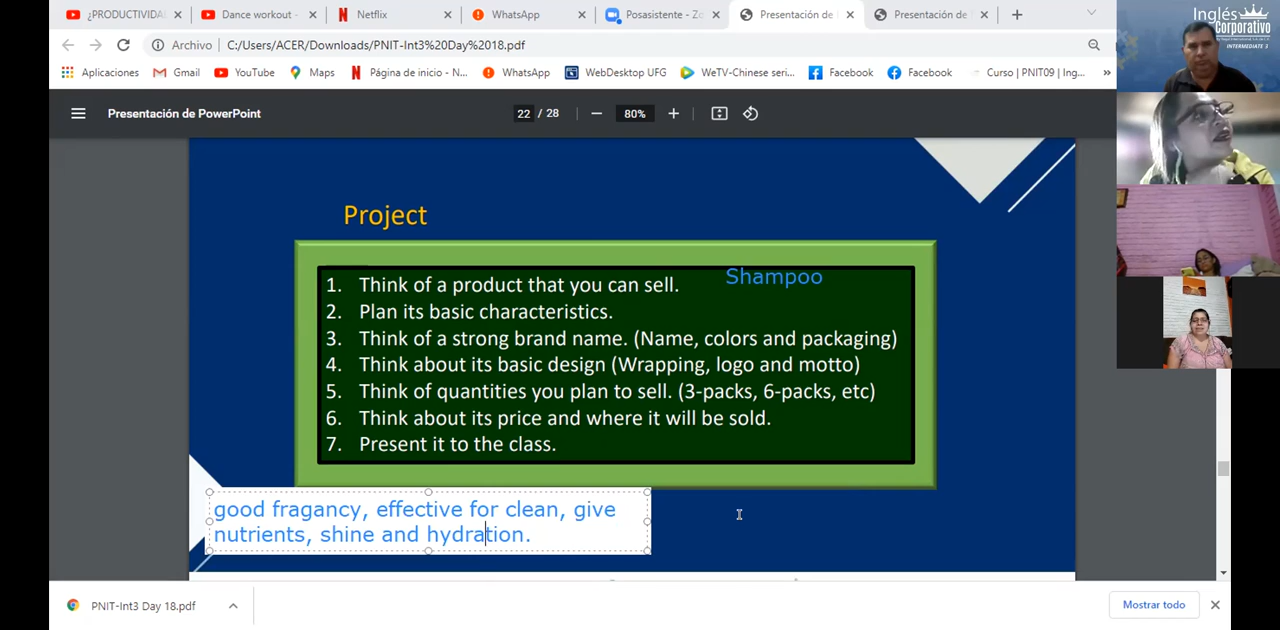 ¿PRODUCTIVIDA
Dance workout -
Netflix
WhatsApp
Posasistente - Zo
Presentación de
Presentación de
Archivo
C:/Users/ACER/Downloads/PNIT-Int3%20Day%2018.pdf
Aplicaciones
Gmail
YouTube
Maps
Página de inicio - N...
WhatsApp
WebDesktop UFG
WeTV-Chinese seri...
Facebook
Facebook
Curso | PNIT09 | Ing...
»
Presentación de PowerPoint
22 / 28
80%
Inglés
Corporativo
INTERMEDIATE 3
Project
Shampoo
1. Think of a product that you can sell.
2. Plan its basic characteristics.
3. Think of a strong brand name. (Name, colors and packaging)
4. Think about its basic design (Wrapping, logo and motto)
5. Think of quantities you plan to sell. (3-packs, 6-packs, etc)
6. Think about its price and where it will be sold.
7. Present it to the class.
good fragancy, effective for clean, give
nutrients, shine and hydration.
PNIT-Int3 Day 18.pdf
Mostrar todo